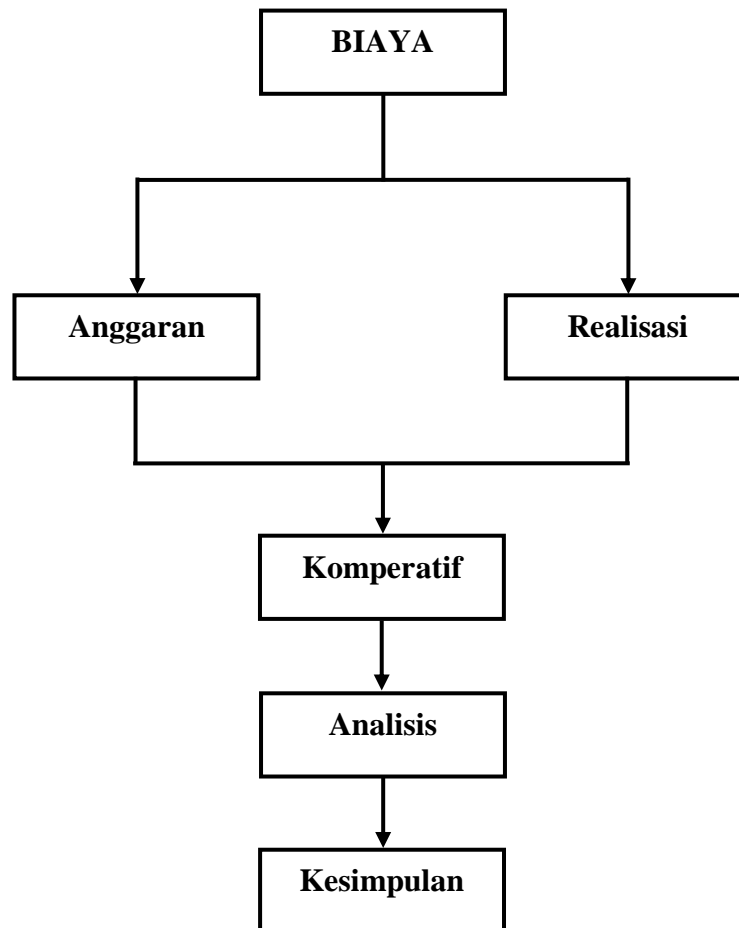 BIAYA
Anggaran
Realisasi
Komperatif
Analisis
Kesimpulan